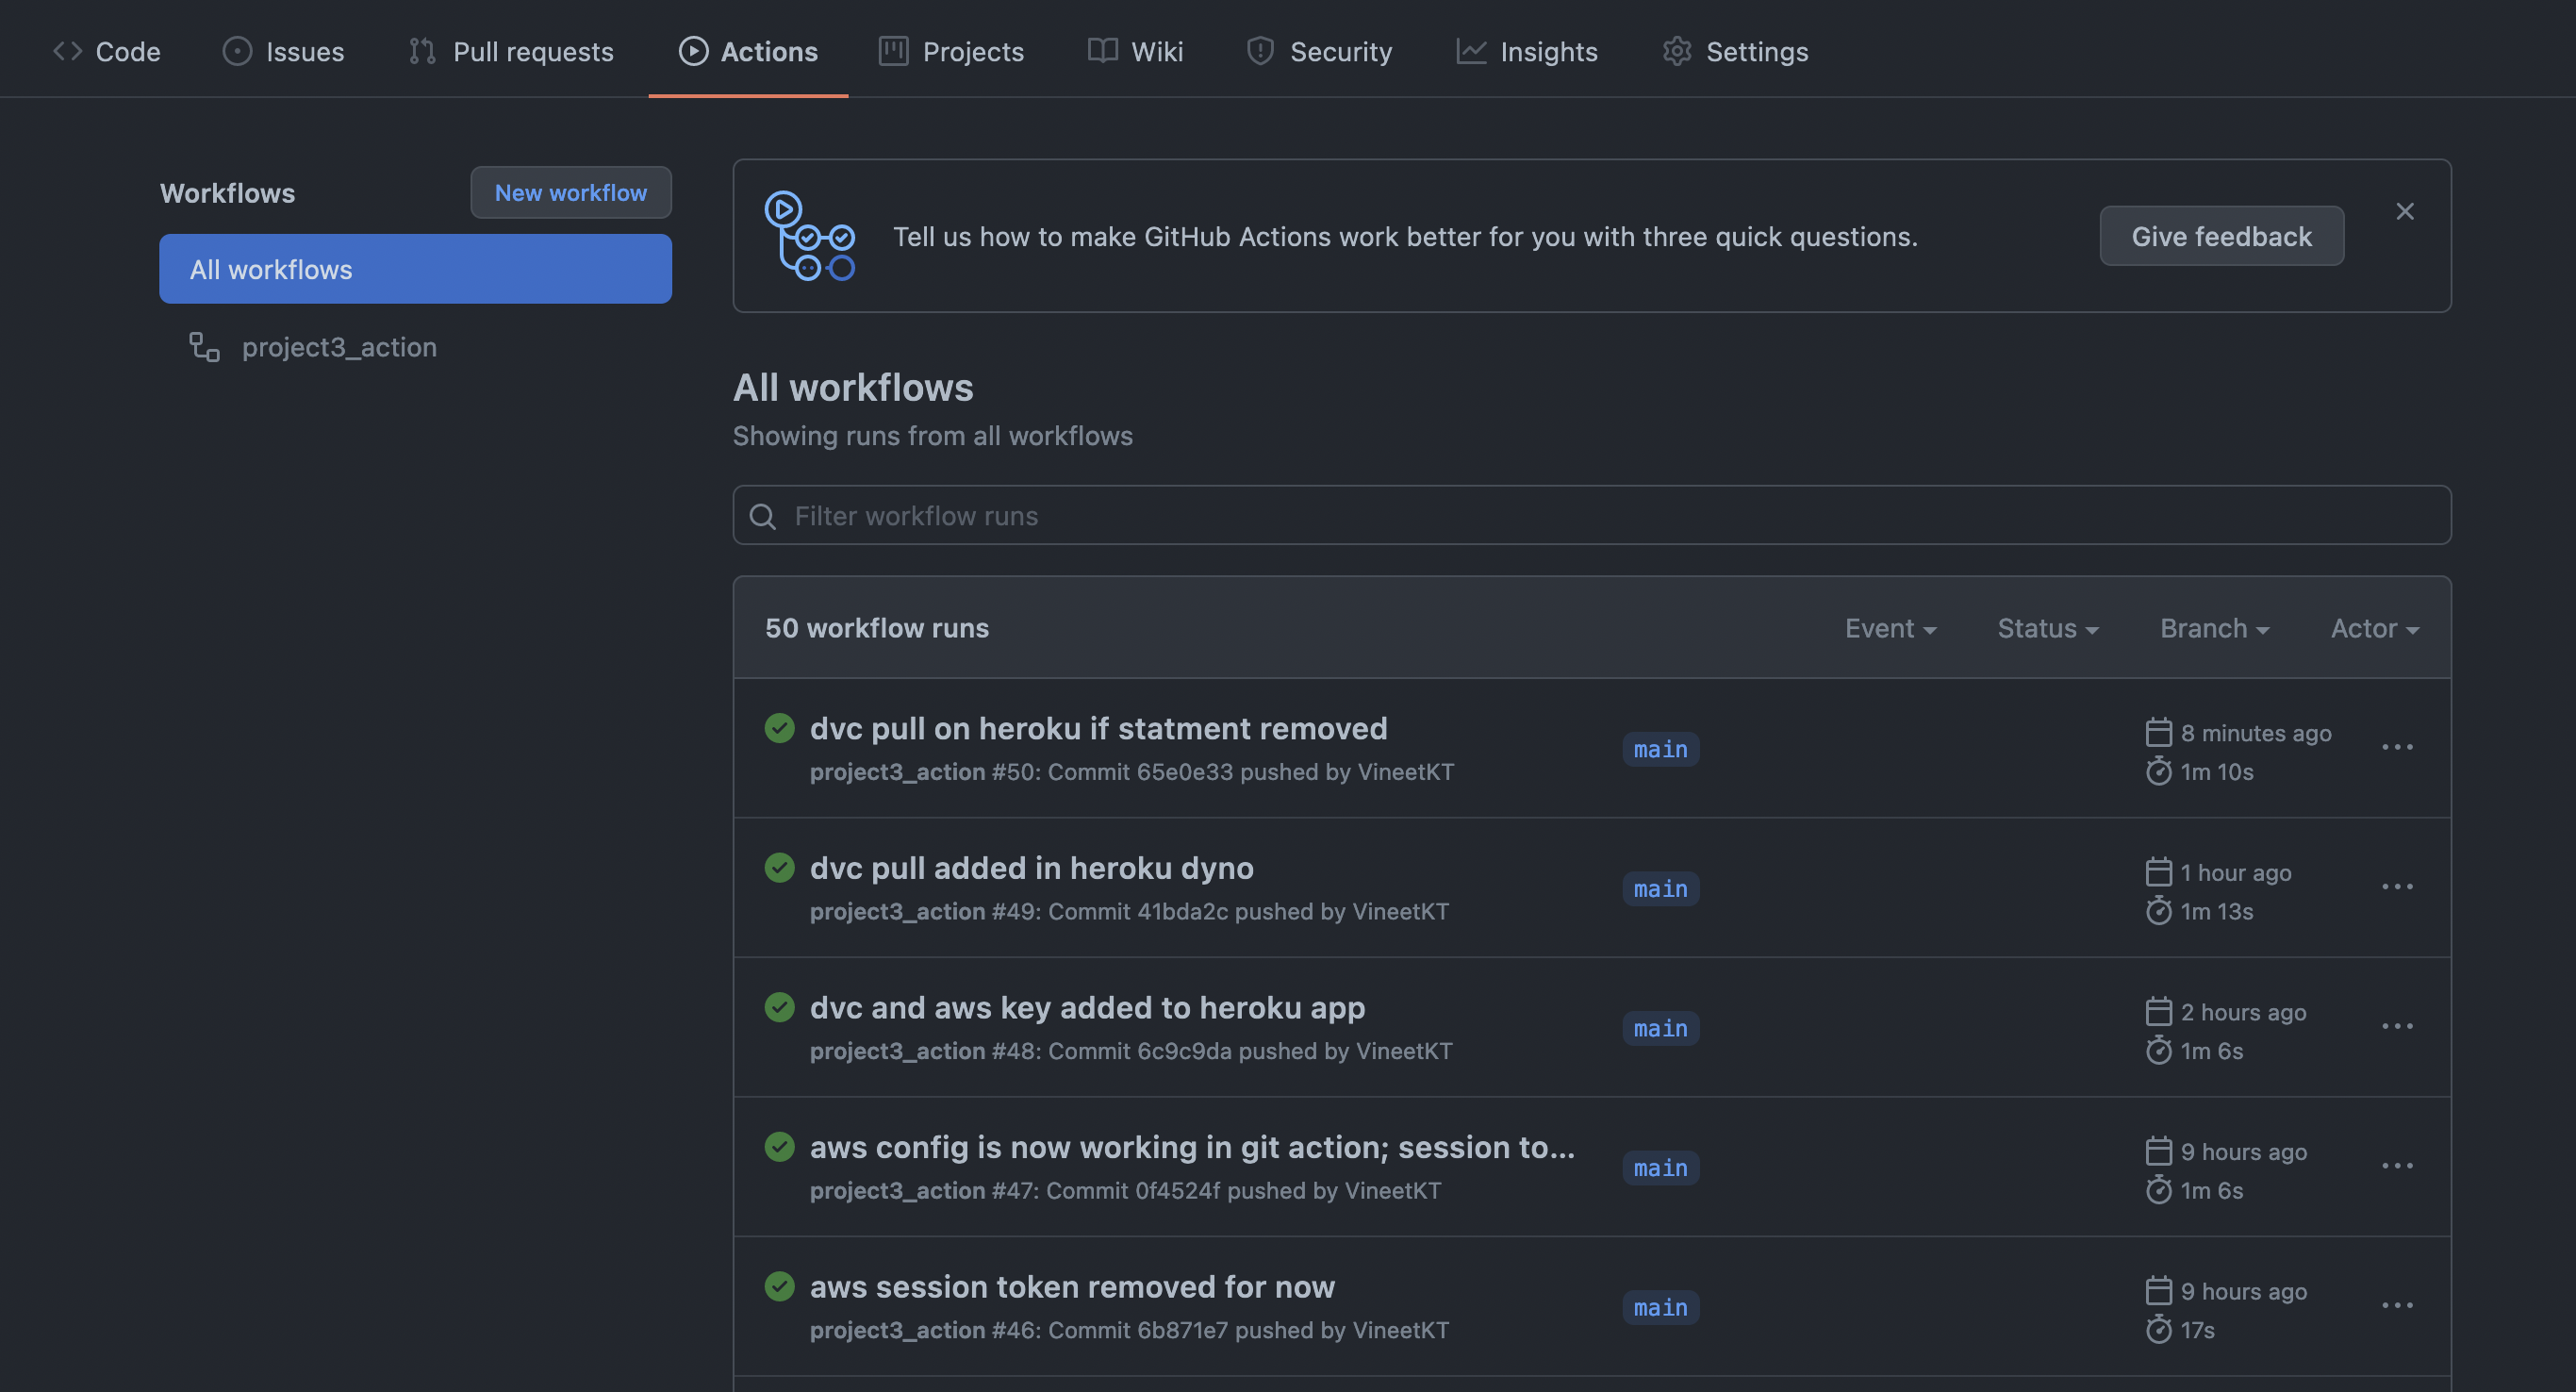 Code Issues Pull requests Actions Projects Wiki Security Insights Settings
Workflows New workflow
All workflows
project3_action
Tell us how to make GitHub Actions work better for you with three quick questions. Give feedback
All workflows
Showing runs from all workflows
Filter workflow runs
50 workflow runs Event Status Branch Actor
dvc pull on heroku if statment removed
project3_action #50: Commit 65e0e33 pushed by VineetKT
main
8 minutes ago
1m 10s
dvc pull added in heroku dyno
project3_action #49: Commit 41bda2c pushed by VineetKT
main
1 hour ago
1m 13s
dvc and aws key added to heroku app
project3_action #48: Commit 6c9c9da pushed by VineetKT
main
2 hours ago
1m 6s
aws config is now working in git action; session to...
project3_action #47: Commit 0f4524f pushed by VineetKT
main
9 hours ago
1m 6s
aws session token removed for now
project3_action #46: Commit 6b871e7 pushed by VineetKT
main
9 hours ago
17s